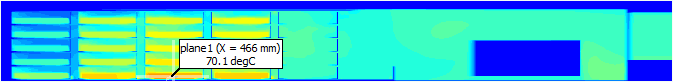 plane1 (X = 466 mm)
70.1 degC